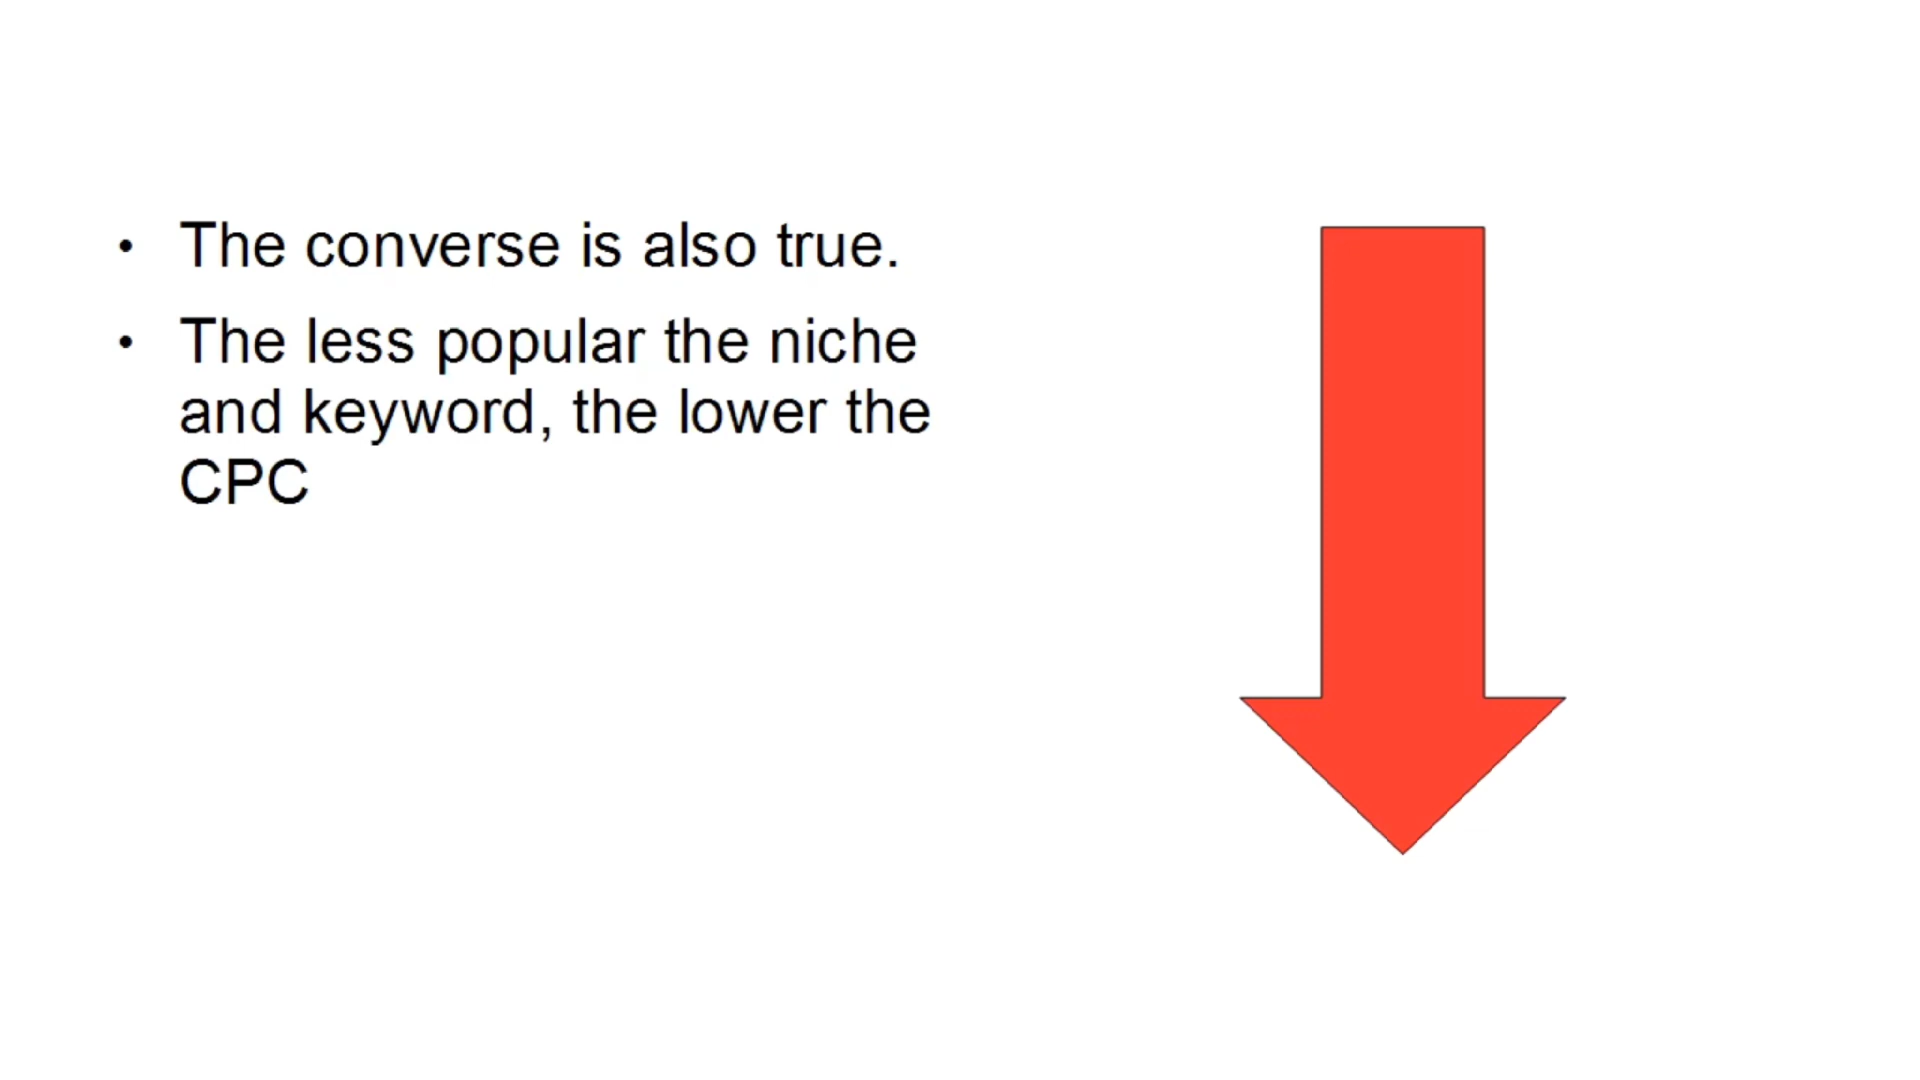 • The converse is also true.
• The less popular the niche
and keyword, the lower the
CPC